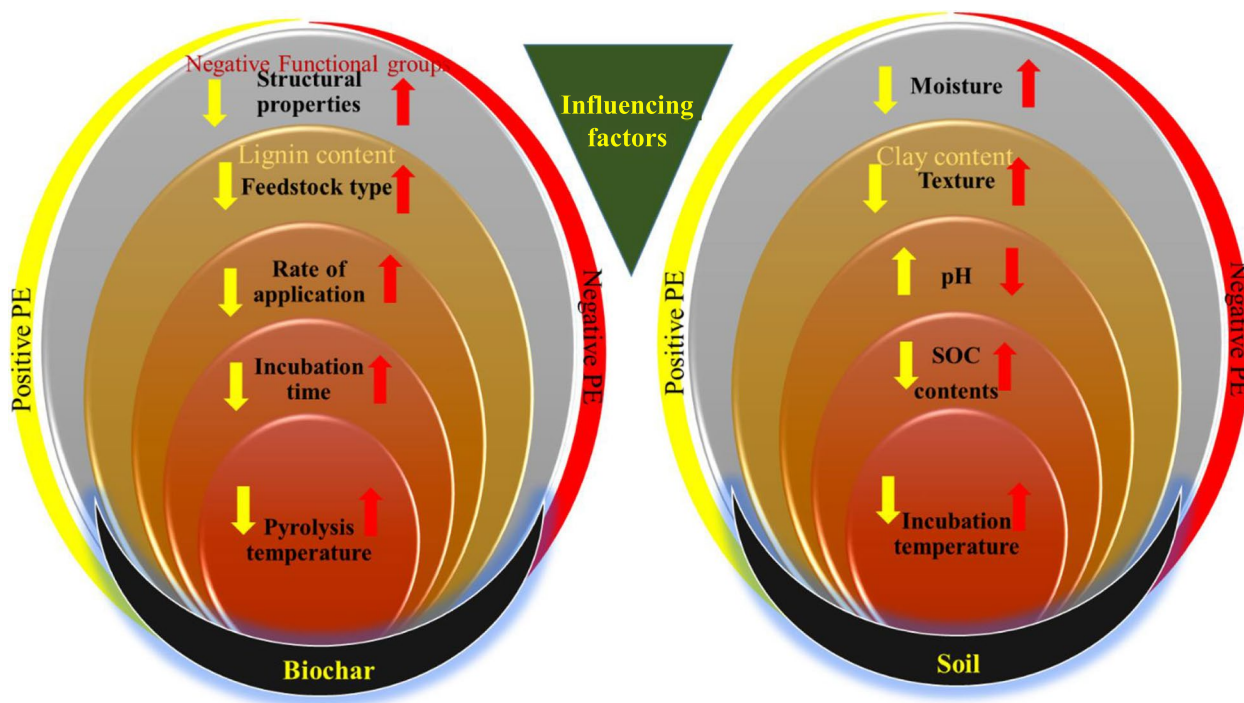 Negative Functional groups
Structural
properties
Lignin content
Feedstock type
Rate of
application
Incubation
time
Pyrolysis
temperature
Positive PE
Negative PE
Biochar
Influencing
factors
Moisture
Clay content
Texture
pH
SOC
contents
Incubation
temperature
Positive PE
Negative PE
Soil